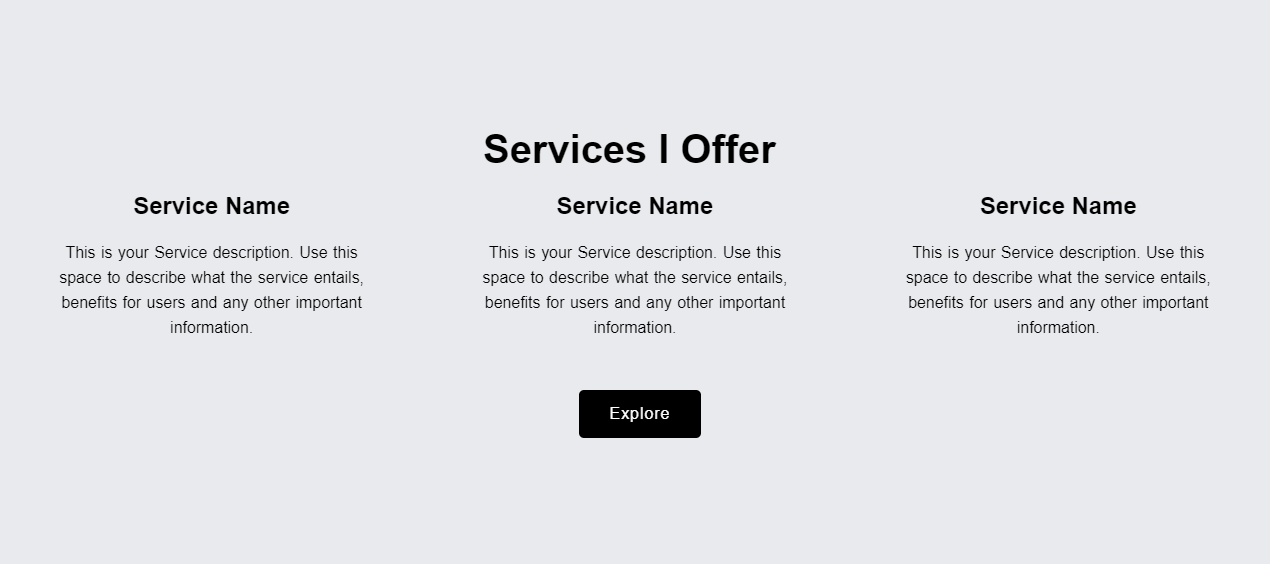 Services I Offer
Service Name
This is your Service description. Use this
space to describe what the service entails,
benefits for users and any other important
information.
Service Name
This is your Service description. Use this
space to describe what the service entails,
benefits for users and any other important
information.
Service Name
This is your Service description. Use this
space to describe what the service entails,
benefits for users and any other important
information.
Explore